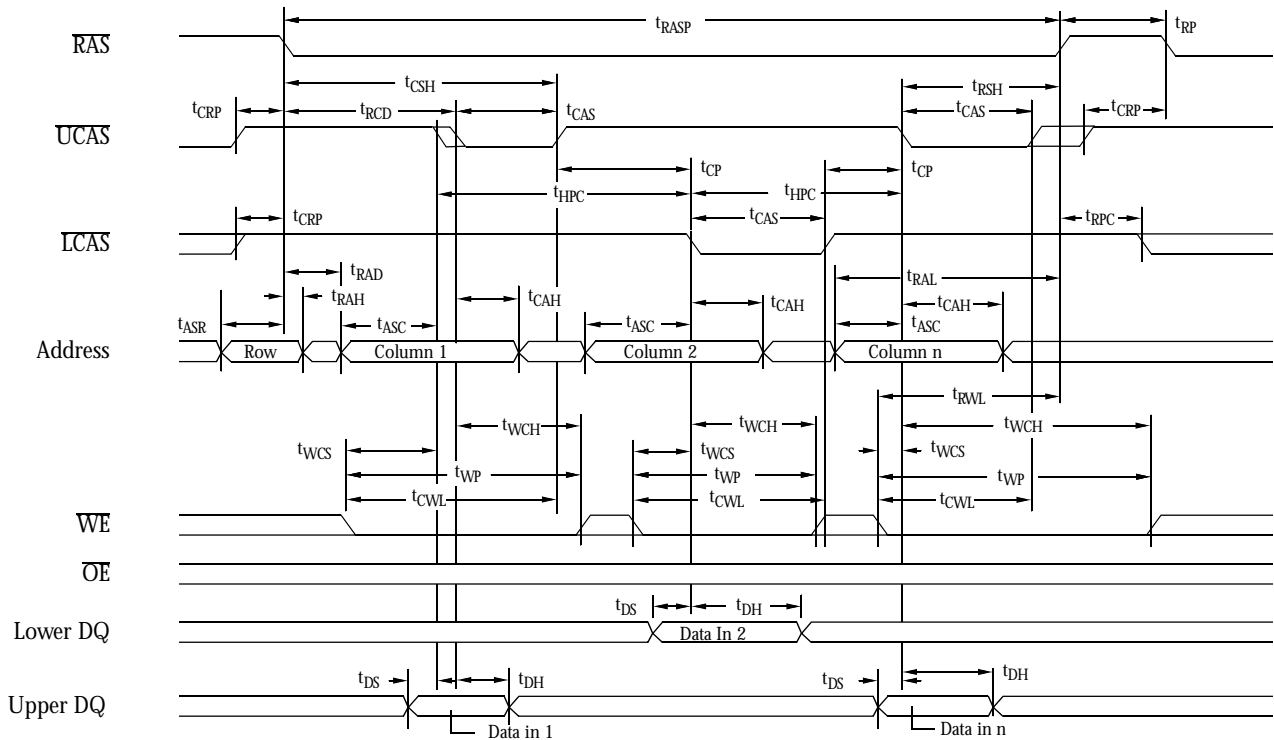 tRASP tRP
RAS
tCSH tRSH
tCRP tRCD tCAS tCAS tCRP
UCAS
tCP tCP
tHPC tHPC
tCRP tCAS tRPC
LCAS
tRAD tRAL
tRAH tCAH tCAH tCAH
tASR tASC tASC tASC
Address Row Column 1 Column 2 Column n
tRWL
tWCH tWCH tWCH
tWCS tWCS tWCS
tWP tWP tWP
tCWL tCWL tCWL
WE
OE
tDS tDH
Lower DQ Data In 2
tDS tDH tDS tDH
Upper DQ
Data in 1 Data in n